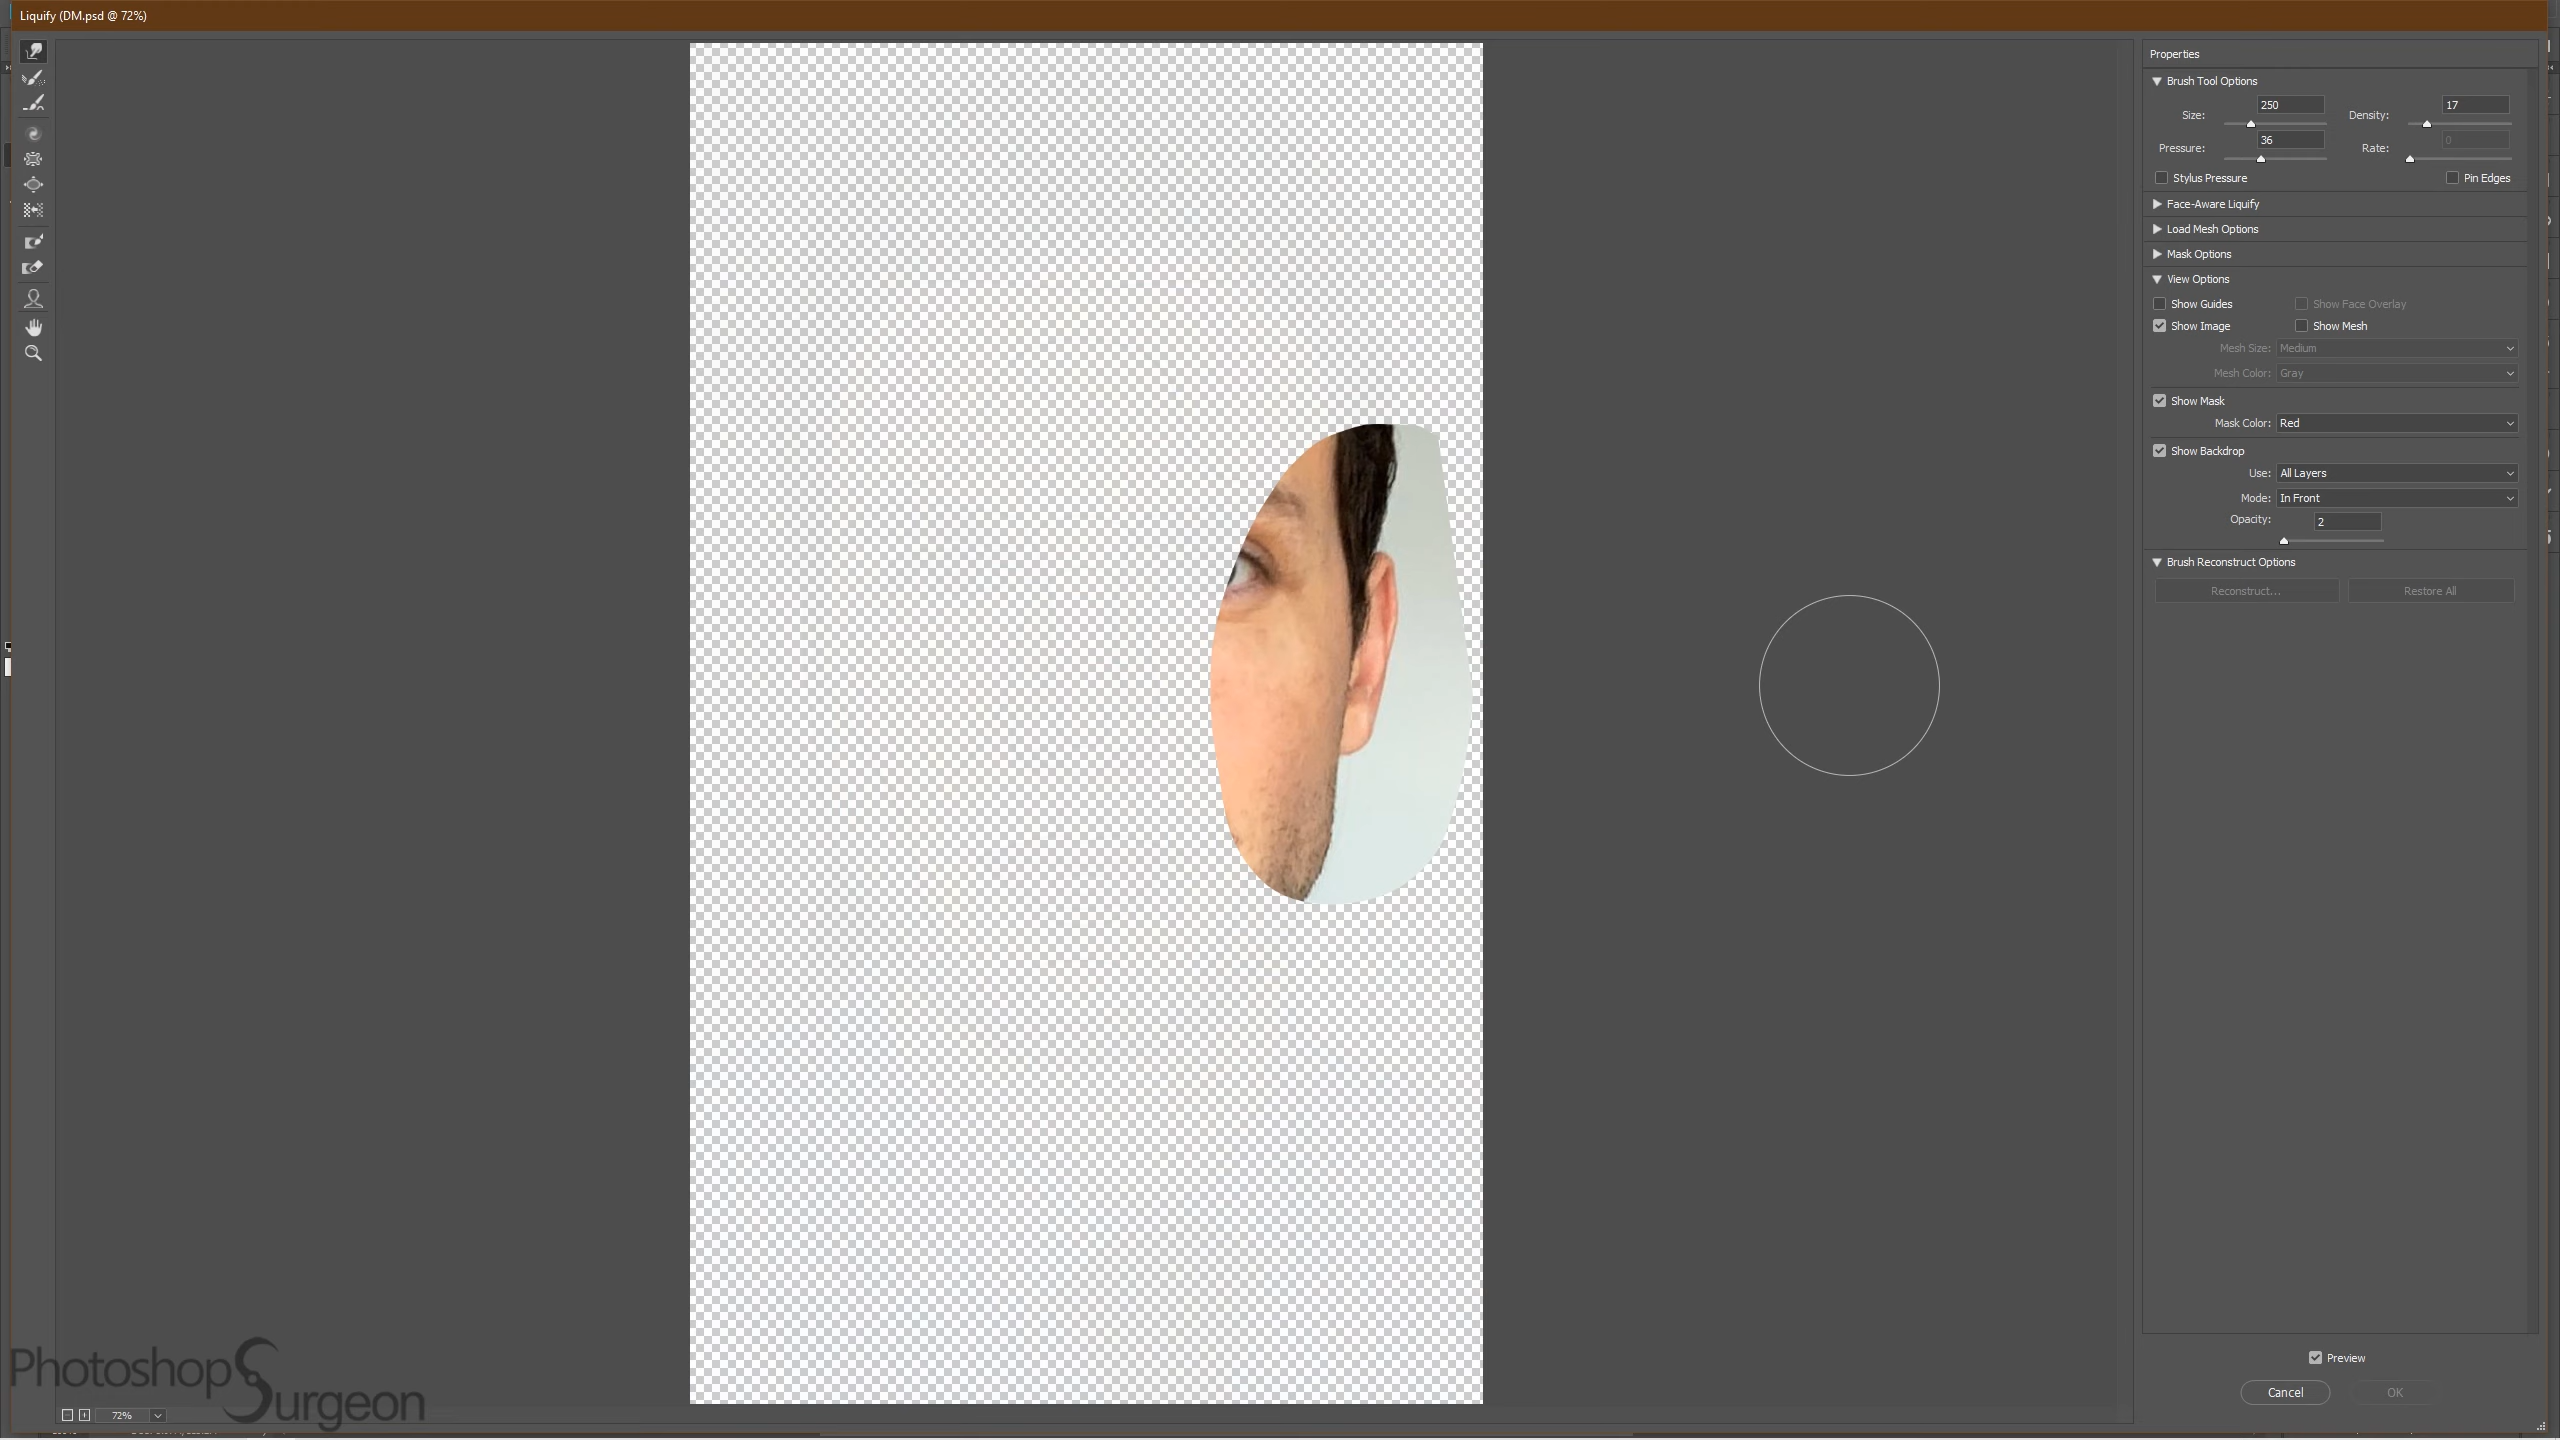 Liquify (DM.psd @ 72%)
Properties
Brush Tool Options
Size: 250 Density: 17
Pressure: 36 Rate: 0
Stylus Pressure Pin Edges
Face-Aware Liquify
Load Mesh Options
Mask Options
View Options
Show Guides Show Face Overlay
Show Image Show Mesh
Mesh Size: Medium
Mesh Color: Gray
Show Mask
Mask Color: Red
Show Backdrop
Use: All Layers
Mode: In Front
Opacity: 2
Brush Reconstruct Options
Reconstruct... Restore All
Preview
Cancel OK
Photoshop Surgeon
72%